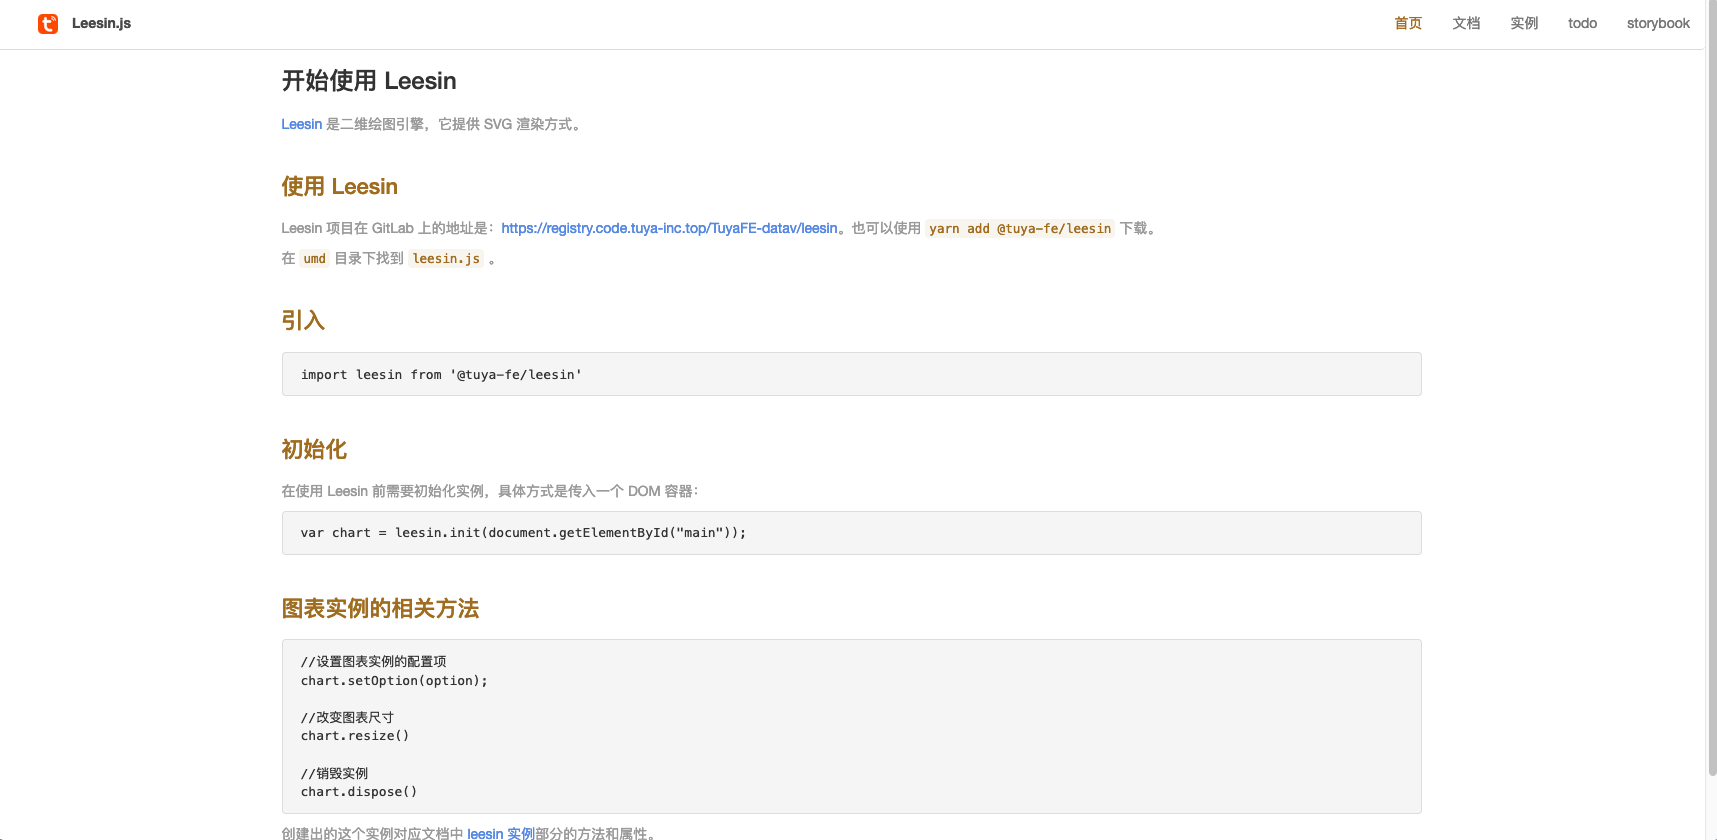 Leesin.js
首页 文档 实例 todo storybook
开始使用 Leesin
Leesin 是二维绘图引擎，它提供 SVG 渲染方式。
使用 Leesin
Leesin 项目在 GitLab 上的地址是：https://registry.code.tuya-inc.top/TuyaFE-datav/leesin。也可以使用 yarn add @tuya-fe/leesin 下载。
在 umd 目录下找到 leesin.js 。
引入
import leesin from '@tuya-fe/leesin'
初始化
在使用 Leesin 前需要初始化实例，具体方式是传入一个 DOM 容器：
var chart = leesin.init(document.getElementById("main"));
图表实例的相关方法
//设置图表实例的配置项
chart.setOption(option);
//改变图表尺寸
chart.resize()
//销毁实例
chart.dispose()
创建出的这个实例对应文档中 leesin 实例部分的方法和属性。